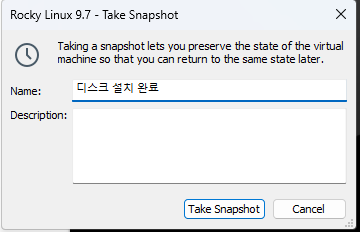 Rocky Linux 9.7 - Take Snapshot
Taking a snapshot lets you preserve the state of the virtual
machine so that you can return to the same state later.
Name:
디스크 설치 완료
Description:
Take Snapshot
Cancel